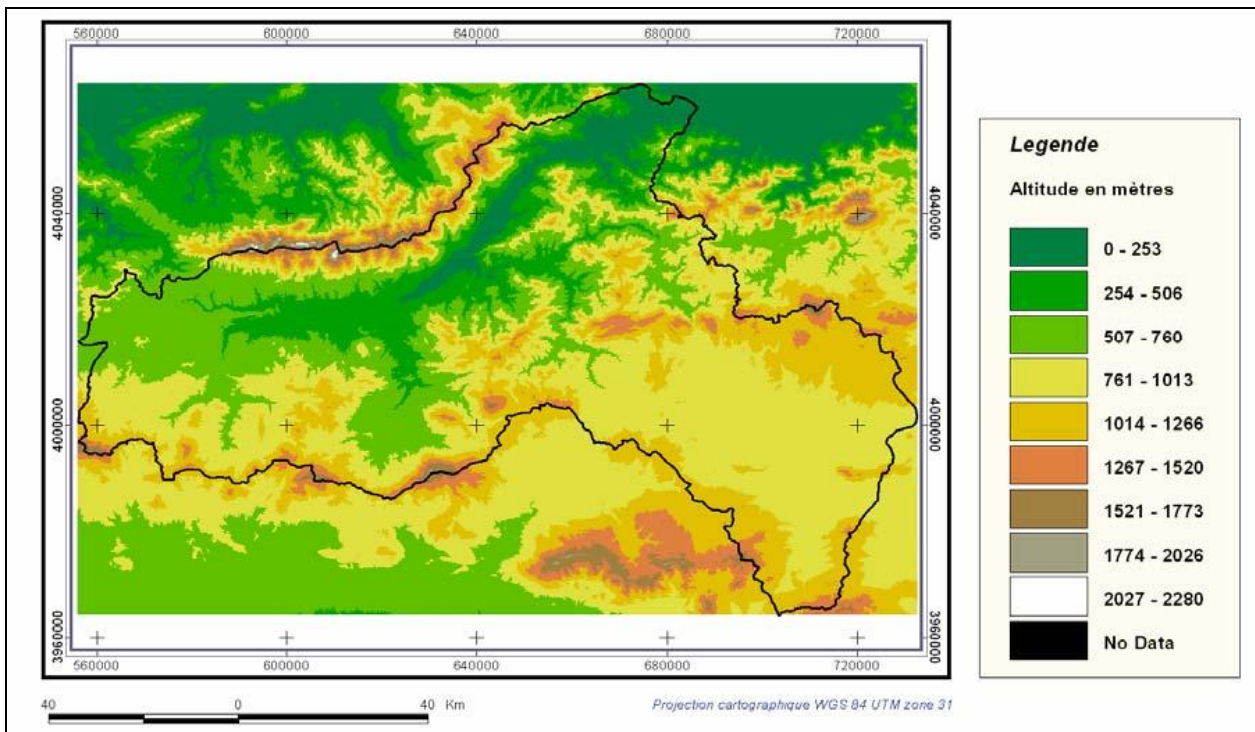 560000 600000 640000 680000 720000
4040000 4040000
4000000 4000000
3960000 3960000
560000 600000 640000 680000 720000
40 0 40 Km
Projection cartographique WGS 84 UTM zone 31
Legende
Altitude en mètres
0 - 253
254 - 506
507 - 760
761 - 1013
1014 - 1266
1267 - 1520
1521 - 1773
1774 - 2026
2027 - 2280
No Data